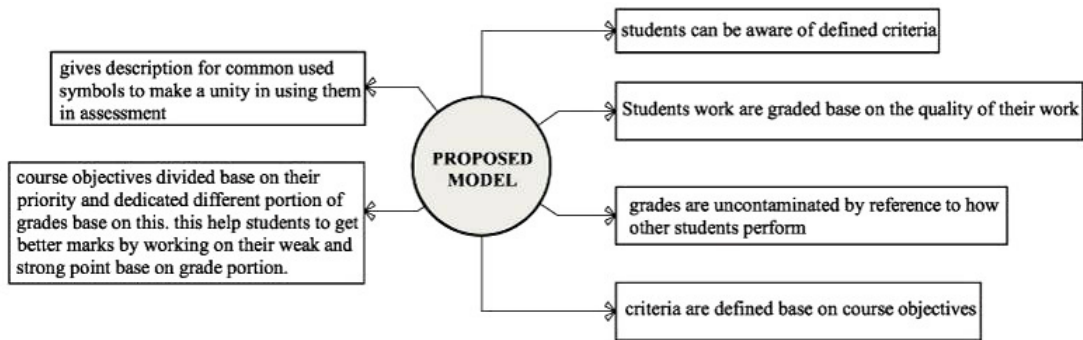 students can be aware of defined criteria
gives description for common used
symbols to make a unity in using them
in assessment
Students work are graded base on the quality of their work
PROPOSED
MODEL
course objectives divided base on their
priority and dedicated different portion of
grades base on this. this help students to get
better marks by working on their weak and
strong point base on grade portion.
grades are uncontaminated by reference to how
other students perform
criteria are defined base on course objectives